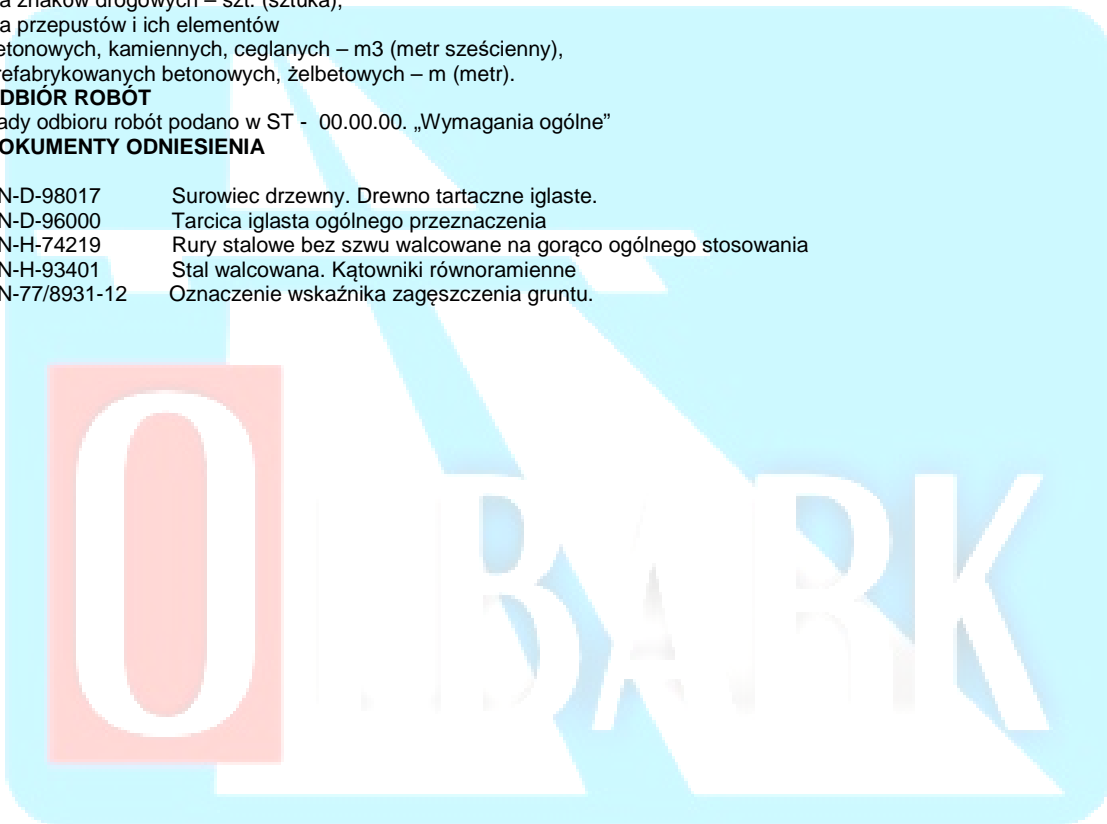 a znaków drogowych – szt. (sztuka),
a przepustów i ich elementów
etonowych, kamiennych, ceglanych – m3 (metr sześcienny),
refabrykowanych betonowych, żelbetowych – m (metr).
DBIÓR ROBÓT
ady odbioru robót podano w ST - 00.00.00. „Wymagania ogólne”
OKUMENTY ODNIESIENIA
N-D-98017 Surowiec drzewny. Drewno tartaczne iglaste.
N-D-96000 Tarcica iglasta ogólnego przeznaczenia
N-H-74219 Rury stalowe bez szwu walcowane na gorąco ogólnego stosowania
N-H-93401 Stal walcowana. Kątowniki równoramienne
N-77/8931-12 Oznaczenie wskaźnika zagęszczenia gruntu.
OLBARK